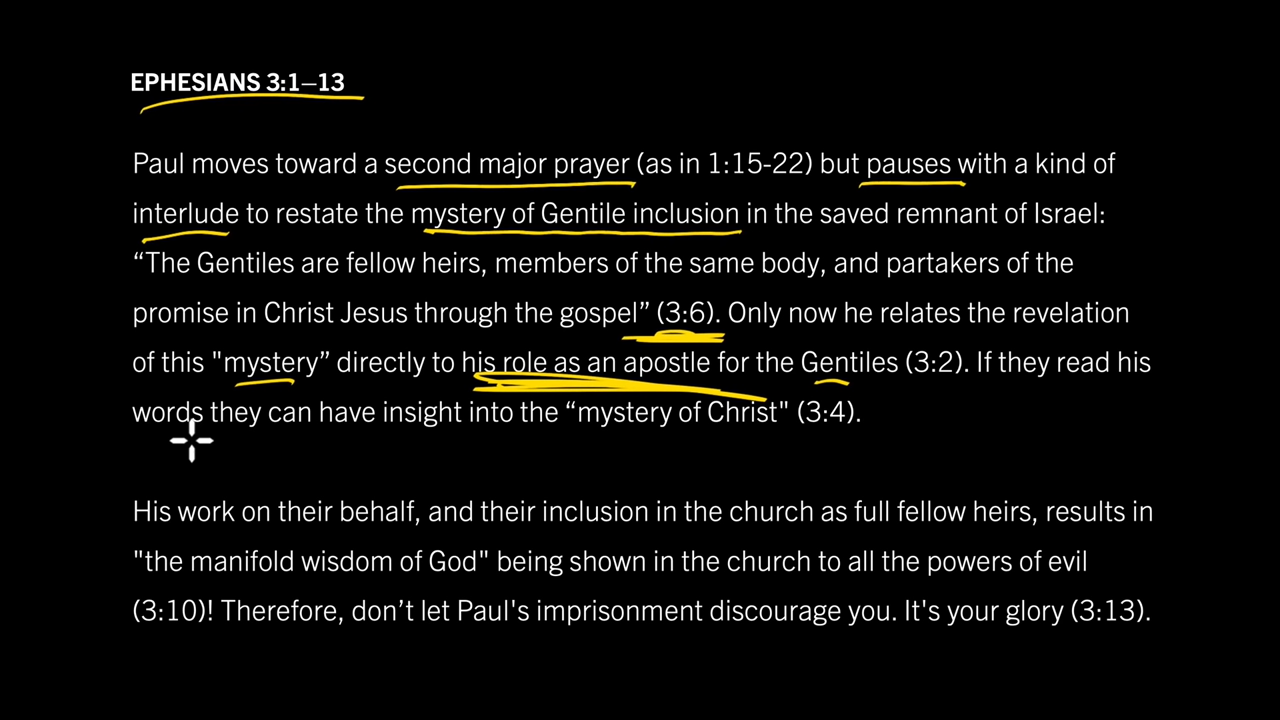 EPHESIANS 3:1–13
Paul moves toward a second major prayer (as in 1:15-22) but pauses with a kind of
interlude to restate the mystery of Gentile inclusion in the saved remnant of Israel:
“The Gentiles are fellow heirs, members of the same body, and partakers of the
promise in Christ Jesus through the gospel” (3:6). Only now he relates the revelation
of this "mystery” directly to his role as an apostle for the Gentiles (3:2). If they read his
words they can have insight into the “mystery of Christ" (3:4).
His work on their behalf, and their inclusion in the church as full fellow heirs, results in
"the manifold wisdom of God" being shown in the church to all the powers of evil
(3:10)! Therefore, don’t let Paul's imprisonment discourage you. It's your glory (3:13).